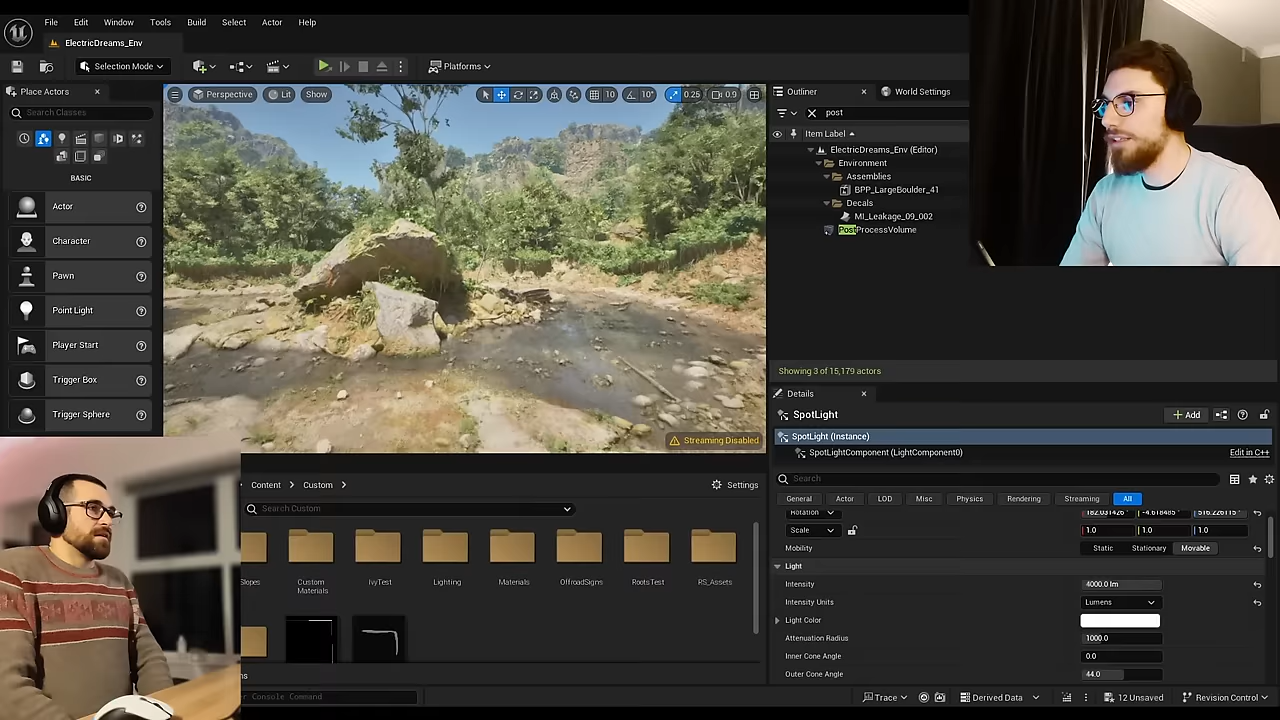 File Edit Window Tools Build Select Actor Help
ElectricDreams_Env
Selection Mode
Platforms
Place Actors
Search Classes
BASIC
Actor
Character
Pawn
Point Light
Player Start
Trigger Box
Trigger Sphere
Perspective Lit Show 10 10° 0.25 0.9
Streaming Disabled
Outliner World Settings
post
Item Label
ElectricDreams_Env (Editor)
Environment
Assemblies
BPP_LargeBoulder_41
Decals
MI_Leakage_09_002
PostProcessVolume
Showing 3 of 15,179 actors
Details
SpotLight
Add
SpotLight (Instance)
SpotLightComponent (LightComponent0)
Edit in C++
Search
General Actor LOD Misc Physics Rendering Streaming All
Rotation
Scale 1.0 1.0 1.0
Mobility Static Stationary Movable
Light
Intensity 4000.0 lm
Intensity Units Lumens
Light Color
Attenuation Radius 1000.0
Inner Cone Angle 0.0
Outer Cone Angle 44.0
Content Custom
Settings
Search Custom
Slopes
Custom Materials
IvyTest
Lighting
Materials
OffroadSigns
RootsTest
RS_Assets
Console Command
Trace Derived Data 12 Unsaved Revision Control